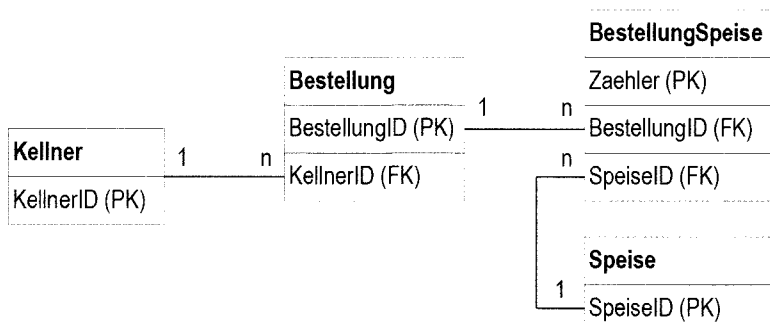 Kellner
KellnerID (PK)
1
n
Bestellung
BestellungID (PK)
KellnerID (FK)
1
n
BestellungSpeise
Zaehler (PK)
BestellungID (FK)
n
SpeiseID (FK)
Speise
1
SpeiseID (PK)